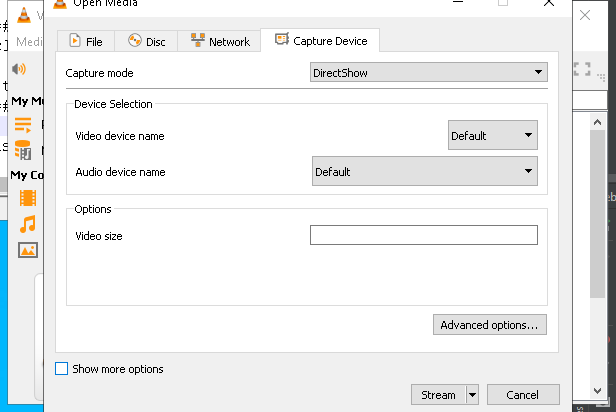 Open Media
Medi
File
Disc
Network
Capture Device
Capture mode
DirectShow
My Mu
Device Selection
Video device name
Default
Audio device name
Default
My Co
Options
Video size
Advanced options...
Show more options
Stream
Cancel